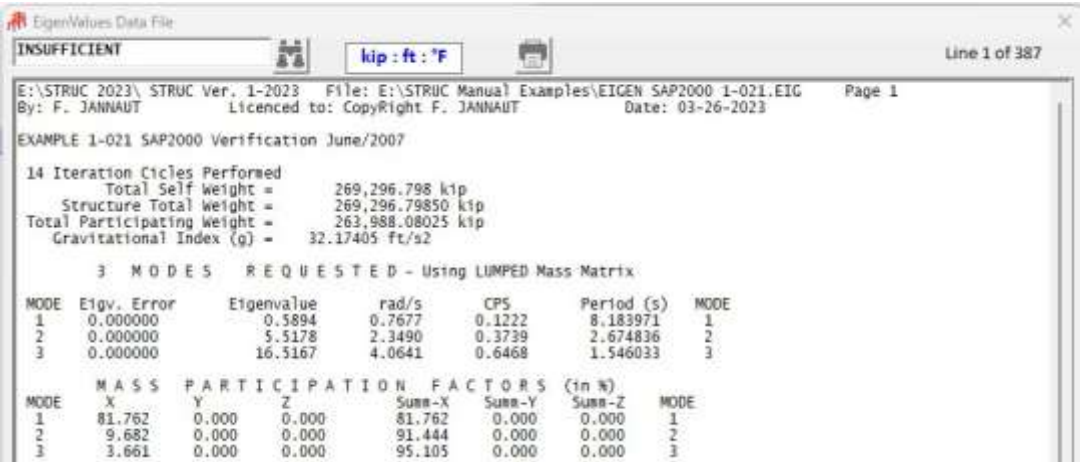 EigenValues Data File
INSUFFICIENT kip : ft : °F Line 1 of 387
E:\STRUC 2023\ STRUC Ver. 1-2023 File: E:\STRUC Manual Examples\EIGEN SAP2000 1-021.EIG Page 1
By: F. JANNAUT Licenced to: CopyRight F. JANNAUT Date: 03-26-2023
EXAMPLE 1-021 SAP2000 Verification June/2007
14 Iteration Cicles Performed
Total Self Weight = 269,296.798 kip
Structure Total Weight = 269,296.79850 kip
Total Participating Weight = 263,988.08025 kip
Gravitational Index (g) = 32.17405 ft/s2
3 M O D E S R E Q U E S T E D - Using LUMPED Mass Matrix
MODE Eigv. Error Eigenvalue rad/s CPS Period (s) MODE
1 0.000000 0.5894 0.7677 0.1222 8.183971 1
2 0.000000 5.5178 2.3490 0.3739 2.674836 2
3 0.000000 16.5167 4.0641 0.6468 1.546033 3
M A S S P A R T I C I P A T I O N F A C T O R S (in %)
MODE X Y Z Summ-X Summ-Y Summ-Z MODE
1 81.762 0.000 0.000 81.762 0.000 0.000 1
2 9.682 0.000 0.000 91.444 0.000 0.000 2
3 3.661 0.000 0.000 95.105 0.000 0.000 3